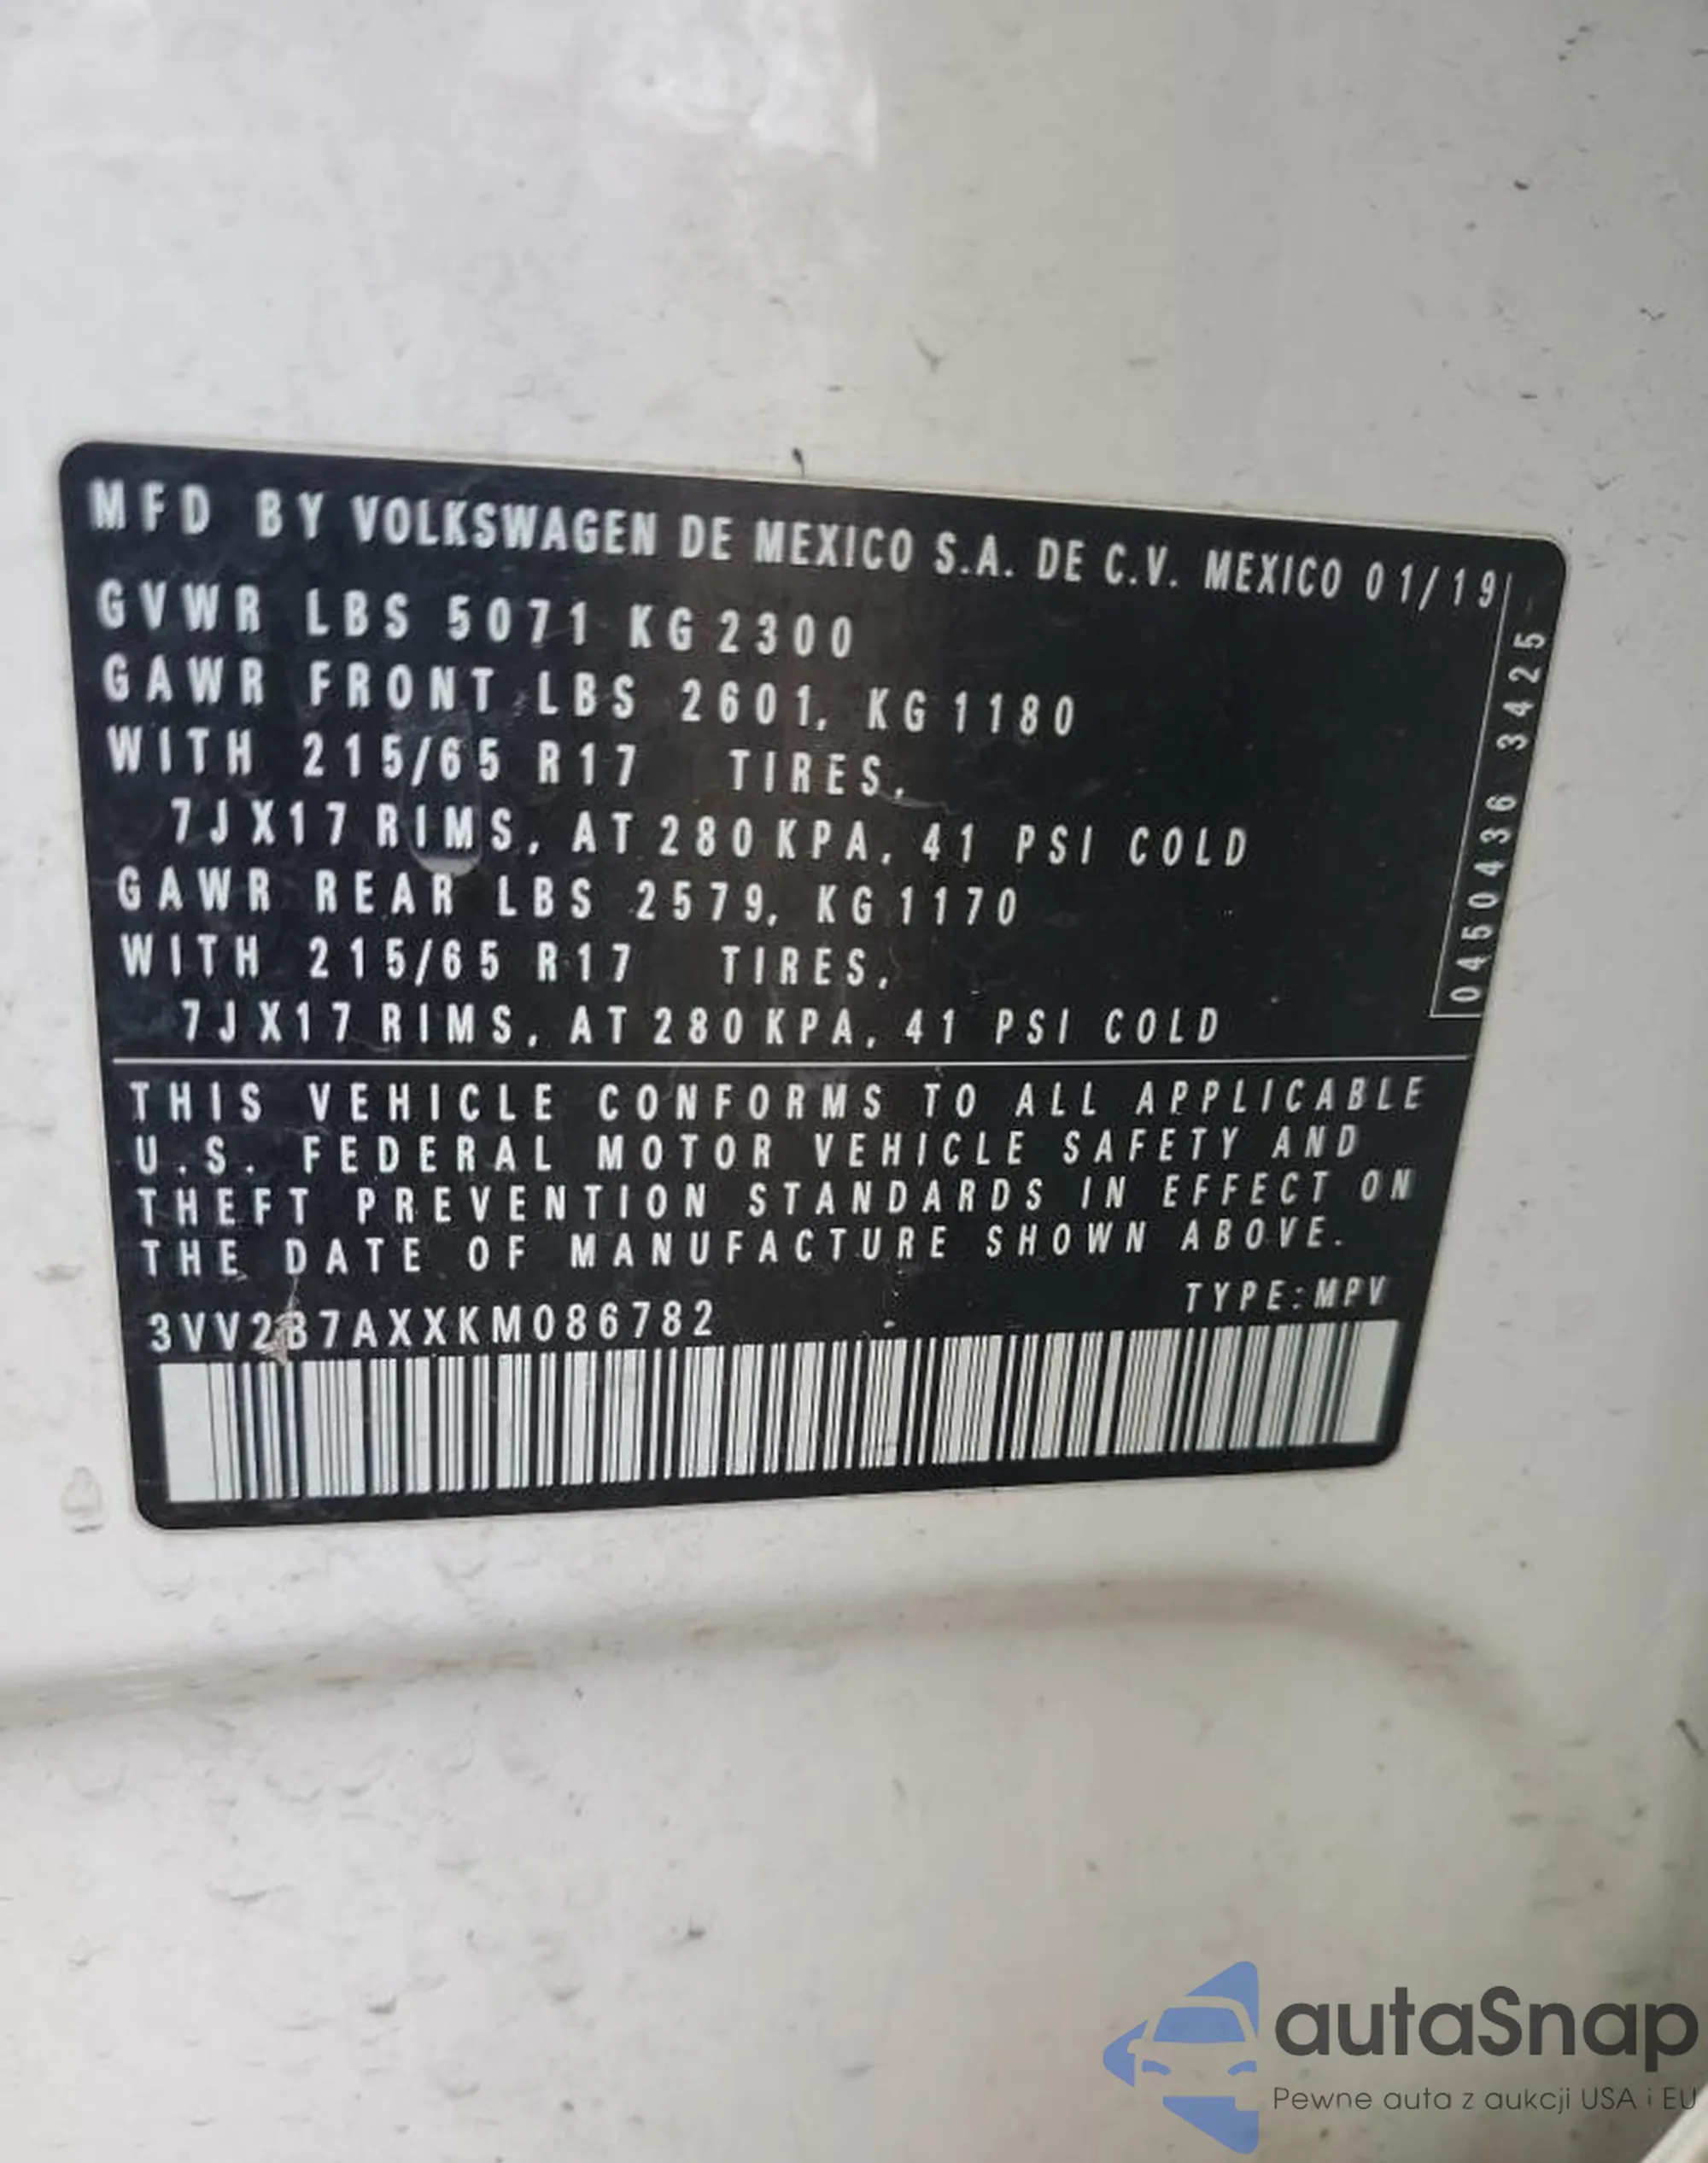 MFD BY VOLKSWAGEN DE MEXICO S.A. DE C.V. MEXICO 01/19
GVWR LBS 5071 KG 2300
GAWR FRONT LBS 2601, KG 1180
WITH 215/65 R17 TIRES,
7JX17 RIMS, AT 280 KPA, 41 PSI COLD
GAWR REAR LBS 2579, KG 1170
WITH 215/65 R17 TIRES,
7JX17 RIMS, AT 280 KPA, 41 PSI COLD
0450436 3425
THIS VEHICLE CONFORMS TO ALL APPLICABLE
U.S. FEDERAL MOTOR VEHICLE SAFETY AND
THEFT PREVENTION STANDARDS IN EFFECT ON
THE DATE OF MANUFACTURE SHOWN ABOVE.
TYPE:MPV
3VV2B7AXXKM086782
autaSnap
Pewne auta z aukcji USA i EU